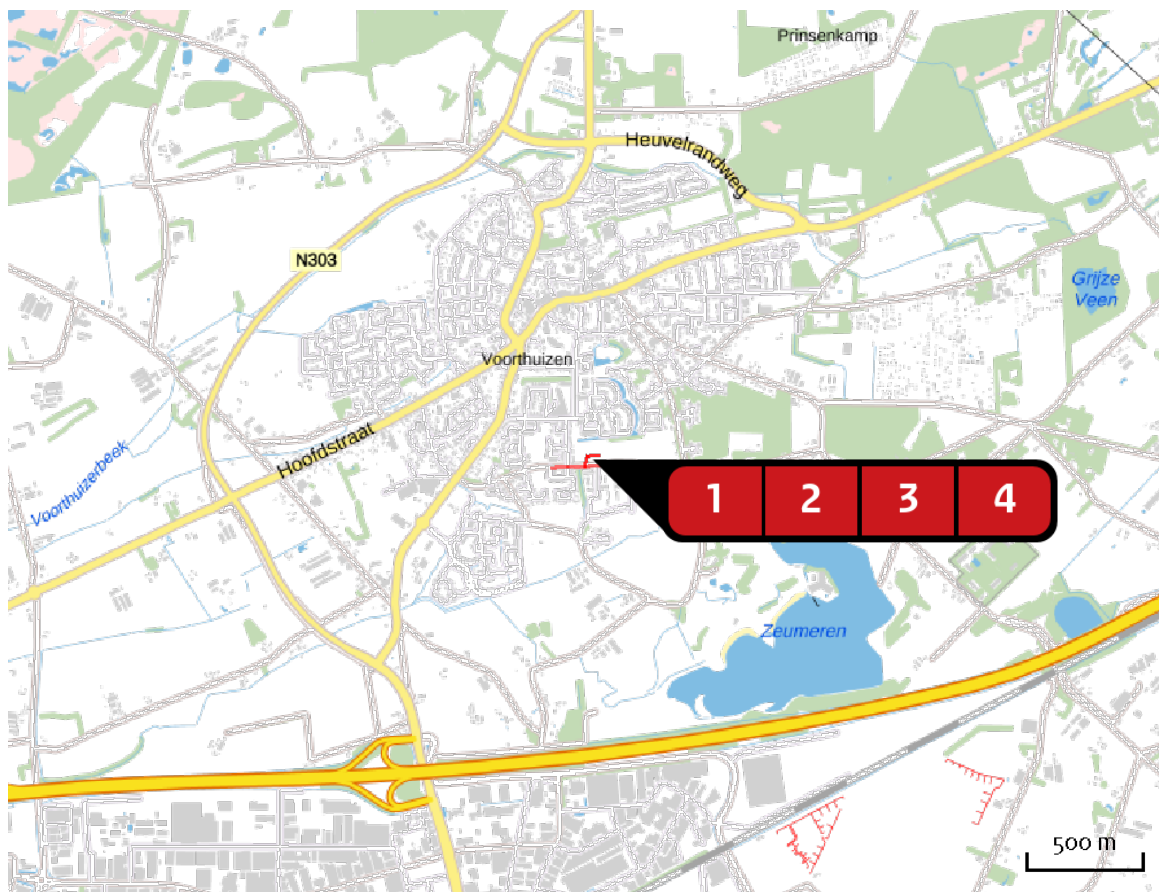 Prinsenkamp
Heuvelrandweg
N303
Grijze
Veen
Voorthuizen
Hoofdstraat
Voorthuizerbeek
1 2 3 4
Zeumeren
500 m